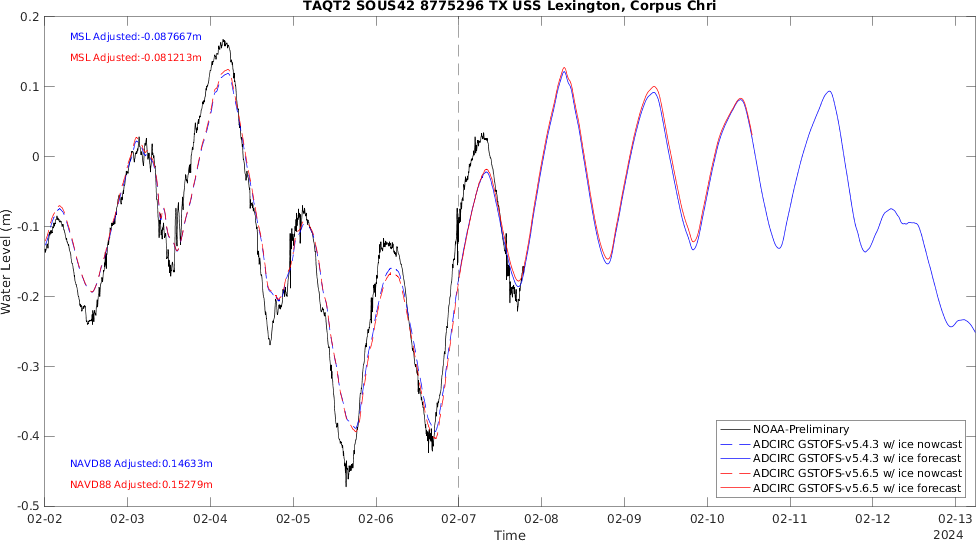 TAQT2 SOUS42 8775296 TX USS Lexington, Corpus Chri
MSL Adjusted:-0.087667m
MSL Adjusted:-0.081213m
NAVD88 Adjusted:0.14633m
NAVD88 Adjusted:0.15279m
Water Level (m)
0.2
0.1
0
-0.1
-0.2
-0.3
-0.4
-0.5
NOAA-Preliminary
ADCIRC GSTOFS-v5.4.3 w/ ice nowcast
ADCIRC GSTOFS-v5.4.3 w/ ice forecast
ADCIRC GSTOFS-v5.6.5 w/ ice nowcast
ADCIRC GSTOFS-v5.6.5 w/ ice forecast
02-02 02-03 02-04 02-05 02-06 02-07 02-08 02-09 02-10 02-11 02-12 02-13
Time
2024